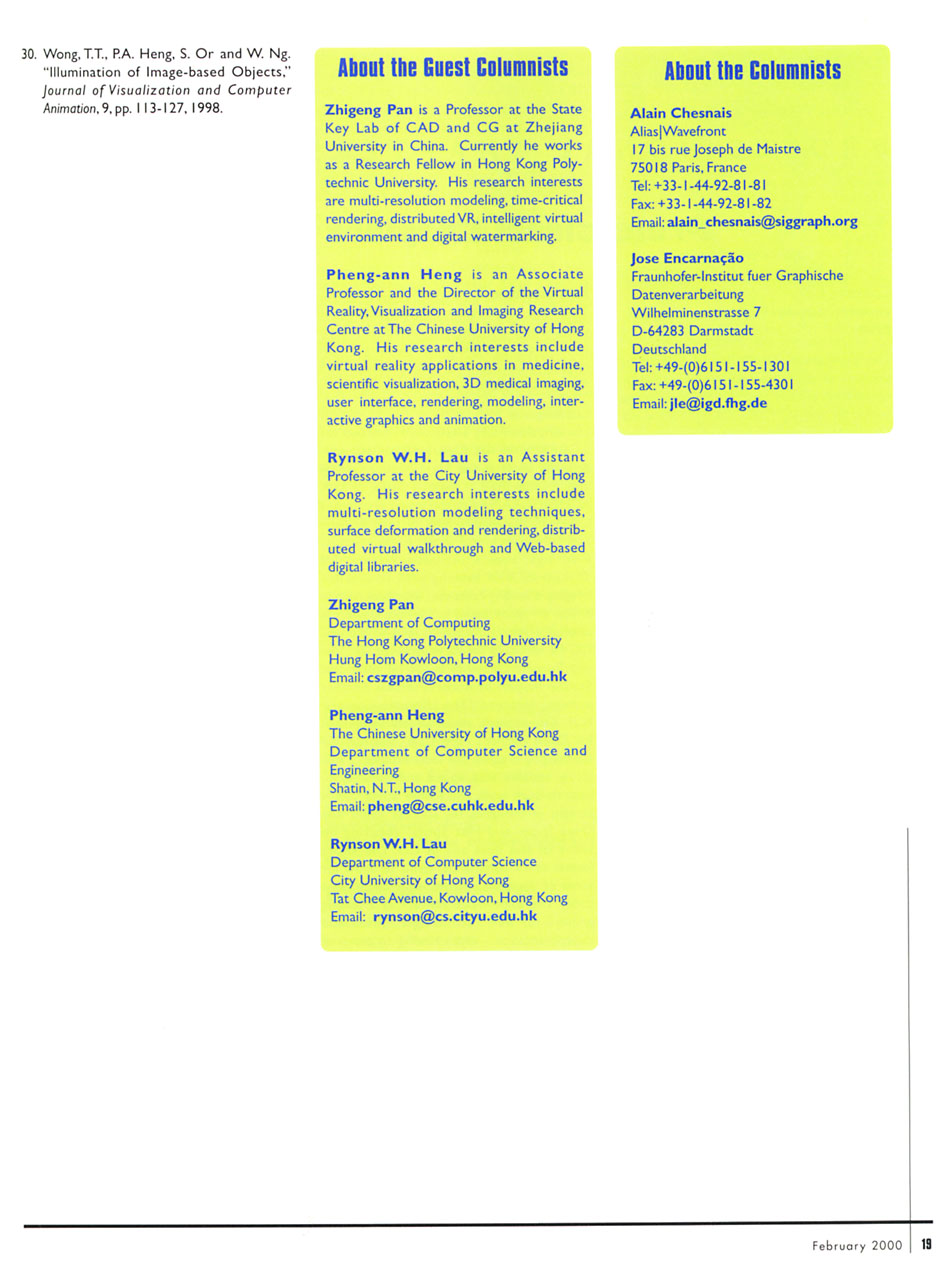 30. Wong, T.T., P.A. Heng, S. Or and W. Ng.
“Illumination of Image-based Objects,”
Journal of Visualization and Computer
Animation, 9, pp. 113-127, 1998.
About the Guest Columnists
Zhigeng Pan is a Professor at the State
Key Lab of CAD and CG at Zhejiang
University in China. Currently he works
as a Research Fellow in Hong Kong Poly-
technic University. His research interests
are multi-resolution modeling, time-critical
rendering, distributed VR, intelligent virtual
environment and digital watermarking.
Pheng-ann Heng is an Associate
Professor and the Director of the Virtual
Reality, Visualization and Imaging Research
Centre at The Chinese University of Hong
Kong. His research interests include
virtual reality applications in medicine,
scientific visualization, 3D medical imaging,
user interface, rendering, modeling, inter-
active graphics and animation.
Rynson W.H. Lau is an Assistant
Professor at the City University of Hong
Kong. His research interests include
multi-resolution modeling techniques,
surface deformation and rendering, distrib-
uted virtual walkthrough and Web-based
digital libraries.
Zhigeng Pan
Department of Computing
The Hong Kong Polytechnic University
Hung Hom Kowloon, Hong Kong
Email: cszgpan@comp.polyu.edu.hk
Pheng-ann Heng
The Chinese University of Hong Kong
Department of Computer Science and
Engineering
Shatin, N.T., Hong Kong
Email: pheng@cse.cuhk.edu.hk
Rynson W.H. Lau
Department of Computer Science
City University of Hong Kong
Tat Chee Avenue, Kowloon, Hong Kong
Email: rynson@cs.cityu.edu.hk
About the Columnists
Alain Chesnais
Alias|Wavefront
17 bis rue Joseph de Maistre
75018 Paris, France
Tel: +33-1-44-92-81-81
Fax: +33-1-44-92-81-82
Email: alain_chesnais@siggraph.org
Jose Encarnação
Fraunhofer-Institut fuer Graphische
Datenverarbeitung
Wilhelminenstrasse 7
D-64283 Darmstadt
Deutschland
Tel: +49-(0)6151-155-1301
Fax: +49-(0)6151-155-4301
Email: jle@igd.fhg.de
February 2000 19